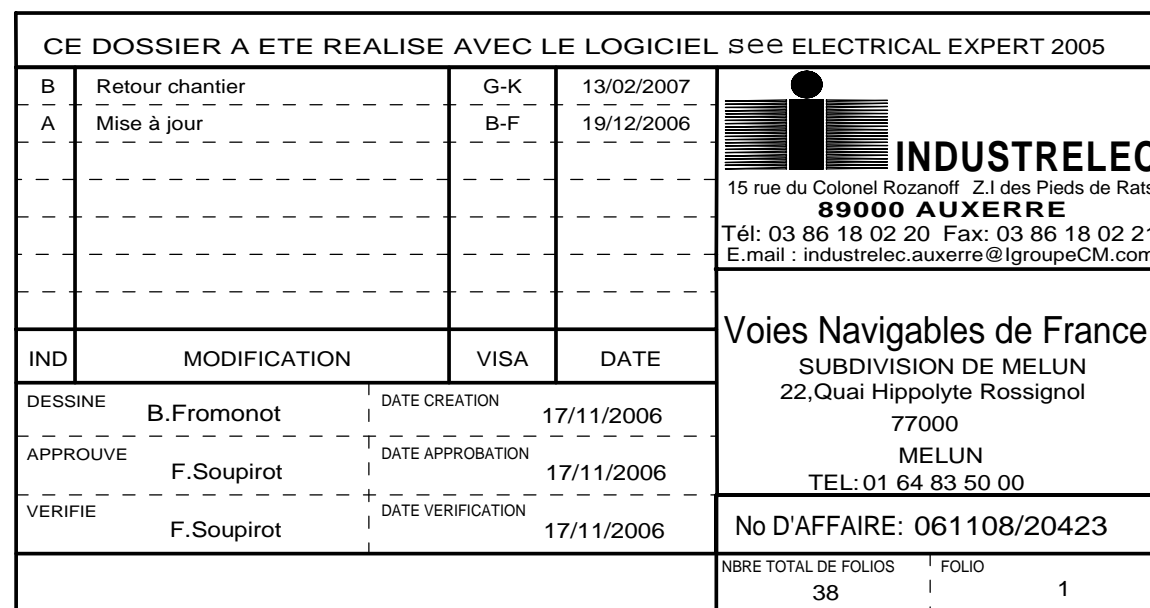 CE DOSSIER A ETE REALISE AVEC LE LOGICIEL see ELECTRICAL EXPERT 2005
B Retour chantier G-K 13/02/2007
A Mise à jour B-F 19/12/2006
IND MODIFICATION VISA DATE
DESSINE B.Fromonot DATE CREATION 17/11/2006
APPROUVE F.Soupirot DATE APPROBATION 17/11/2006
VERIFIE F.Soupirot DATE VERIFICATION 17/11/2006
INDUSTRELEC
15 rue du Colonel Rozanoff Z.I des Pieds de Rats
89000 AUXERRE
Tél: 03 86 18 02 20 Fax: 03 86 18 02 21
E.mail : industrelec.auxerre@IgroupeCM.com
Voies Navigables de France
SUBDIVISION DE MELUN
22,Quai Hippolyte Rossignol
77000
MELUN
TEL: 01 64 83 50 00
No D'AFFAIRE: 061108/20423
NBRE TOTAL DE FOLIOS FOLIO
38 1